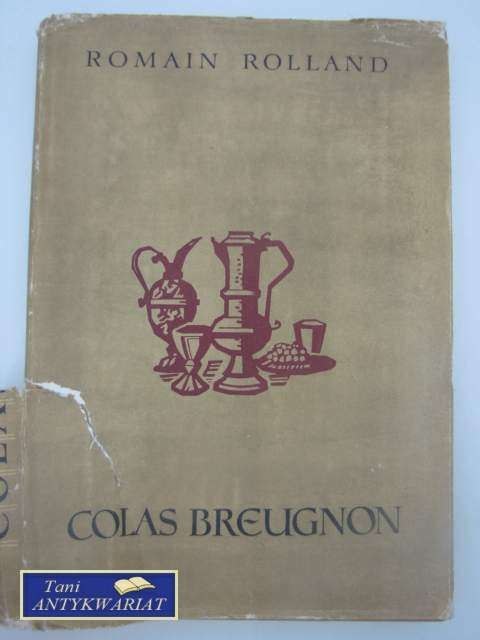 ROMAIN ROLLAND
COLAS BREUGNON
Tani
ANTYKWARIAT